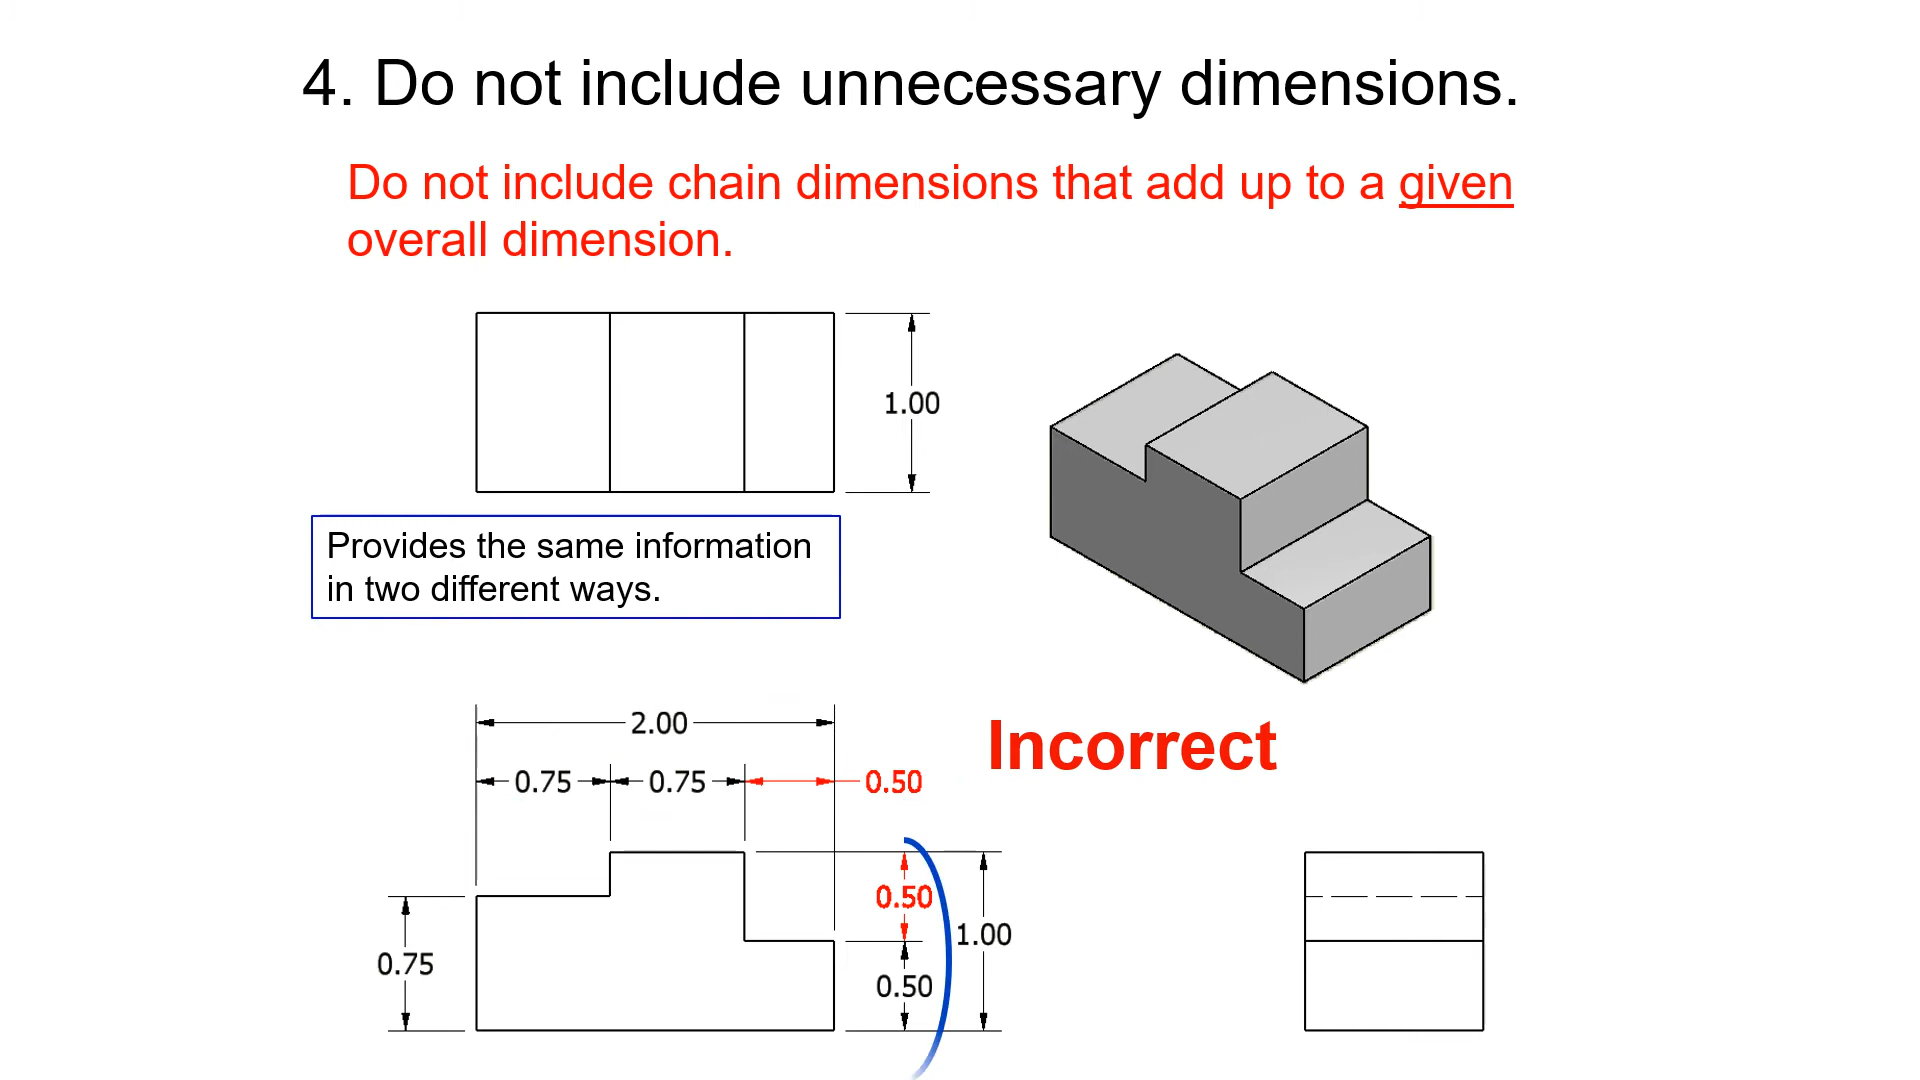 4. Do not include unnecessary dimensions.
Do not include chain dimensions that add up to a given
overall dimension.
1.00
Provides the same information
in two different ways.
2.00
Incorrect
0.75
0.75
0.50
0.50
1.00
0.75
0.50